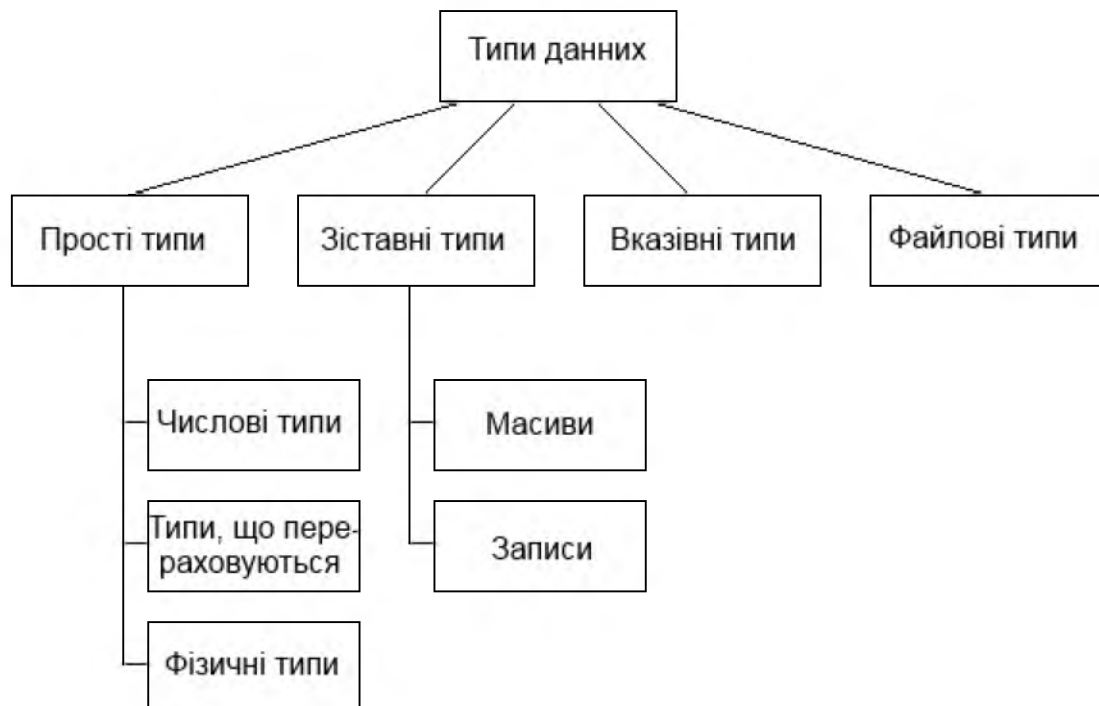 Типи данних
Прості типи
Зіставні типи
Вказівні типи
Файлові типи
Числові типи
Масиви
Типи, що пере-
раховуються
Записи
Фізичні типи